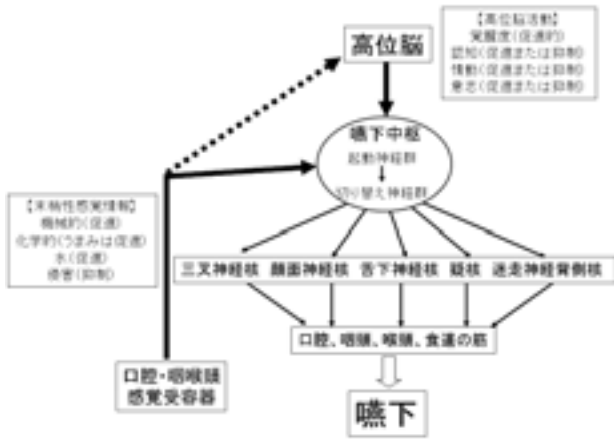 【高位脳活動】
覚醒度(促進的)
認知(促進または抑制)
情動(促進または抑制)
意志(促進または抑制)
高位脳
嚥下中枢
起動神経群
切り替え神経群
【末梢性感覚情報】
機械的(促進)
化学的(うまみは促進)
水(促進)
侵害(抑制)
三叉神経核 顔面神経核 舌下神経核 疑核 迷走神経背側核
口腔、咽頭、喉頭、食道の筋
口腔・咽喉頭
感覚受容器
嚥下